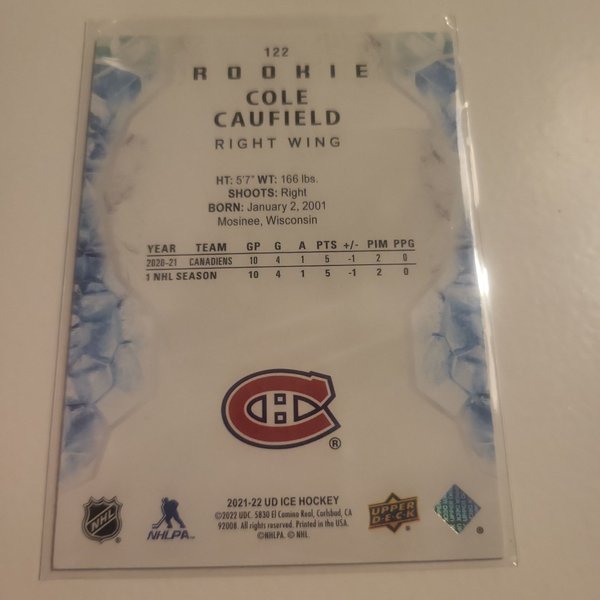 122
ROOKIE
COLE
CAUFIELD
RIGHT WING
HT: 5'7" WT: 166 lbs.
SHOOTS: Right
BORN: January 2, 2001
Mosinee, Wisconsin
YEAR TEAM GP G A PTS +/- PIM PPG
2020-21 CANADIENS 10 4 1 5 -1 2 0
1 NHL SEASON 10 4 1 5 -1 2 0
CH
®
2021-22 UD ICE HOCKEY
©2022 UDC. 5830 El Camino Real, Carlsbad, CA
92008. All rights reserved. Printed in the USA.
©NHLPA. © NHL.
NHL
NHLPA
UPPER
DECK
®